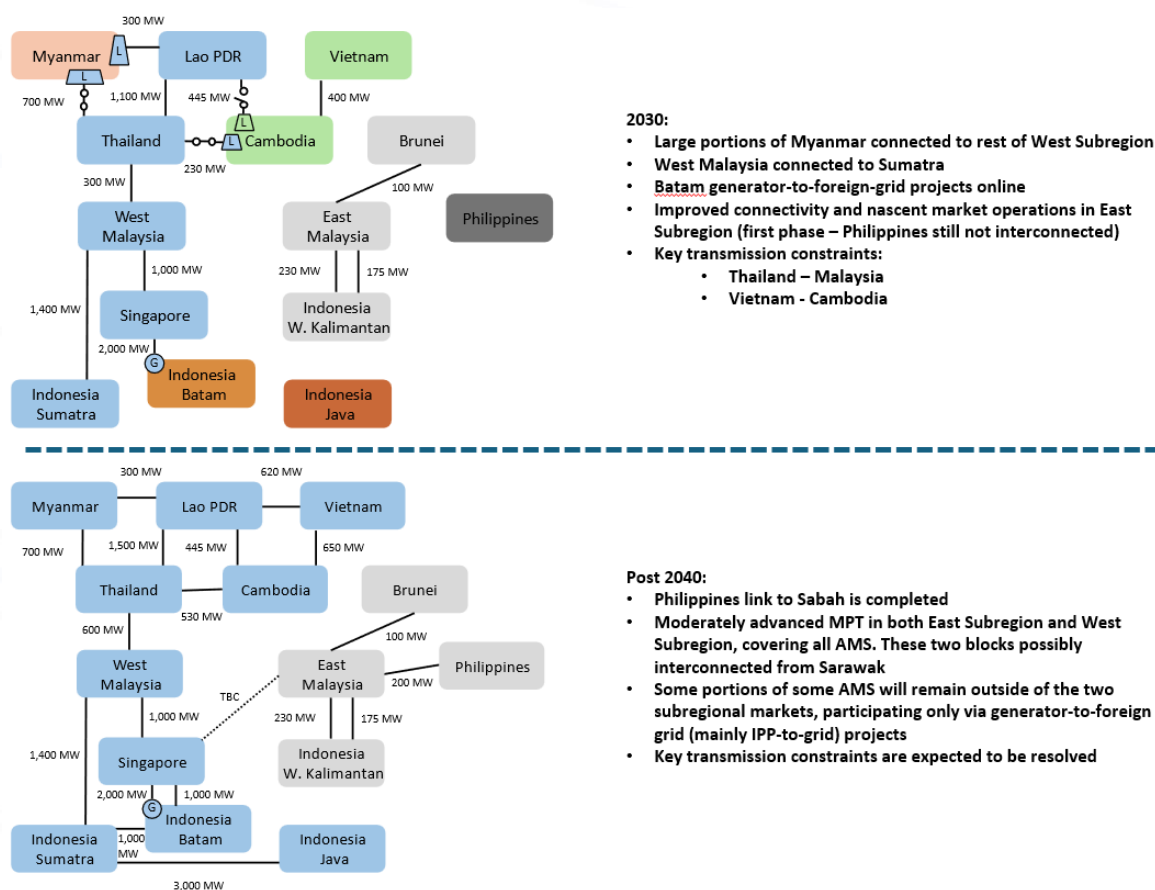 300 MW
Myanmar
L
Lao PDR
Vietnam
L
700 MW
1,100 MW
445 MW
400 MW
L
Thailand
L
Cambodia
Brunei
230 MW
300 MW
100 MW
West
Malaysia
East
Malaysia
Philippines
1,000 MW
230 MW
175 MW
1,400 MW
Singapore
Indonesia
W. Kalimantan
2,000 MW
G
Indonesia
Batam
Indonesia
Sumatra
Indonesia
Java
2030:
• Large portions of Myanmar connected to rest of West Subregion
• West Malaysia connected to Sumatra
• Batam generator-to-foreign-grid projects online
• Improved connectivity and nascent market operations in East
Subregion (first phase – Philippines still not interconnected)
• Key transmission constraints:
• Thailand – Malaysia
• Vietnam - Cambodia
300 MW
620 MW
Myanmar
Lao PDR
Vietnam
700 MW
1,500 MW
445 MW
650 MW
Thailand
Cambodia
Brunei
530 MW
600 MW
100 MW
West
Malaysia
East
Malaysia
Philippines
200 MW
TBC
1,000 MW
230 MW
175 MW
1,400 MW
Singapore
Indonesia
W. Kalimantan
2,000 MW
1,000 MW
G
Indonesia
Batam
Indonesia
Sumatra
1,000
MW
Indonesia
Java
3,000 MW
Post 2040:
• Philippines link to Sabah is completed
• Moderately advanced MPT in both East Subregion and West
Subregion, covering all AMS. These two blocks possibly
interconnected from Sarawak
• Some portions of some AMS will remain outside of the two
subregional markets, participating only via generator-to-foreign
grid (mainly IPP-to-grid) projects
• Key transmission constraints are expected to be resolved